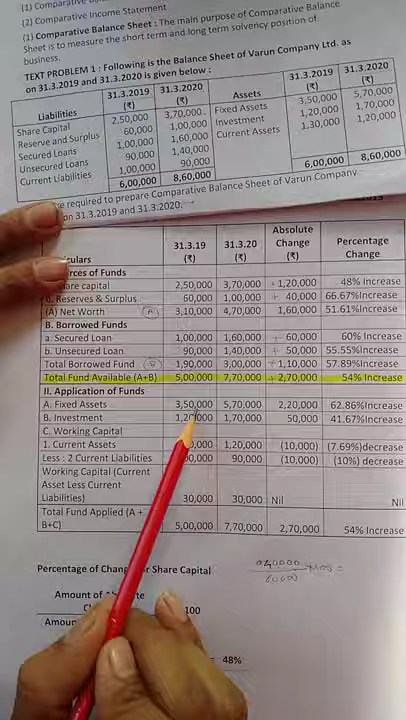 (1) Comparative
(2) Comparative Income Statement
(1) Comparative Balance Sheet : The main purpose of Comparative Balance
Sheet is to measure the short term and long term solvency position of
business.
TEXT PROBLEM 1 : Following is the Balance Sheet of Varun Company Ltd. as
on 31.3.2019 and 31.3.2020 is given below :
Liabilities 31.3.2019 (₹) 31.3.2020 (₹) Assets 31.3.2019 (₹) 31.3.2020 (₹)
Share Capital 2,50,000 3,70,000 Fixed Assets 3,50,000 5,70,000
Reserve and Surplus 60,000 1,00,000 Investment 1,20,000 1,70,000
Secured Loans 1,00,000 1,60,000 Current Assets 1,30,000 1,20,000
Unsecured Loans 90,000 1,40,000
Current Liabilities 1,00,000 90,000
6,00,000 8,60,000 6,00,000 8,60,000
are required to prepare Comparative Balance Sheet of Varun Company
on 31.3.2019 and 31.3.2020.
culars 31.3.19 (₹) 31.3.20 (₹) Absolute Change (₹) Percentage Change
rces of Funds
Share capital 2,50,000 3,70,000 + 1,20,000 48% Increase
b. Reserves & Surplus 60,000 1,00,000 + 40,000 66.67%Increase
(A) Net Worth (A) 3,10,000 4,70,000 1,60,000 51.61%Increase
B. Borrowed Funds
a. Secured Loan 1,00,000 1,60,000 + 60,000 60% Increase
b. Unsecured Loan 90,000 1,40,000 + 50,000 55.55%Increase
Total Borrowed Fund 1,90,000 3,00,000 +1,10,000 57.89%Increase
Total Fund Available (A+B) 5,00,000 7,70,000 +2,70,000 54% Increase
II. Application of Funds
A. Fixed Assets 3,50,000 5,70,000 2,20,000 62.86%Increase
B. Investment 1,20,000 1,70,000 50,000 41.67%Increase
C. Working Capital
1. Current Assets 0,000 1,20,000 (10,000) (7.69%)decrease
Less : 2 Current Liabilities 00,000 90,000 (10,000) (10%) decrease
Working Capital (Current
Asset Less Current
Liabilities) 30,000 30,000 Nil Nil
Total Fund Applied (A +
B+C) 5,00,000 7,70,000 2,70,000 54% Increase
Percentage of Chang or Share Capital
Amount of Ab te
100
Amoun
= 48%